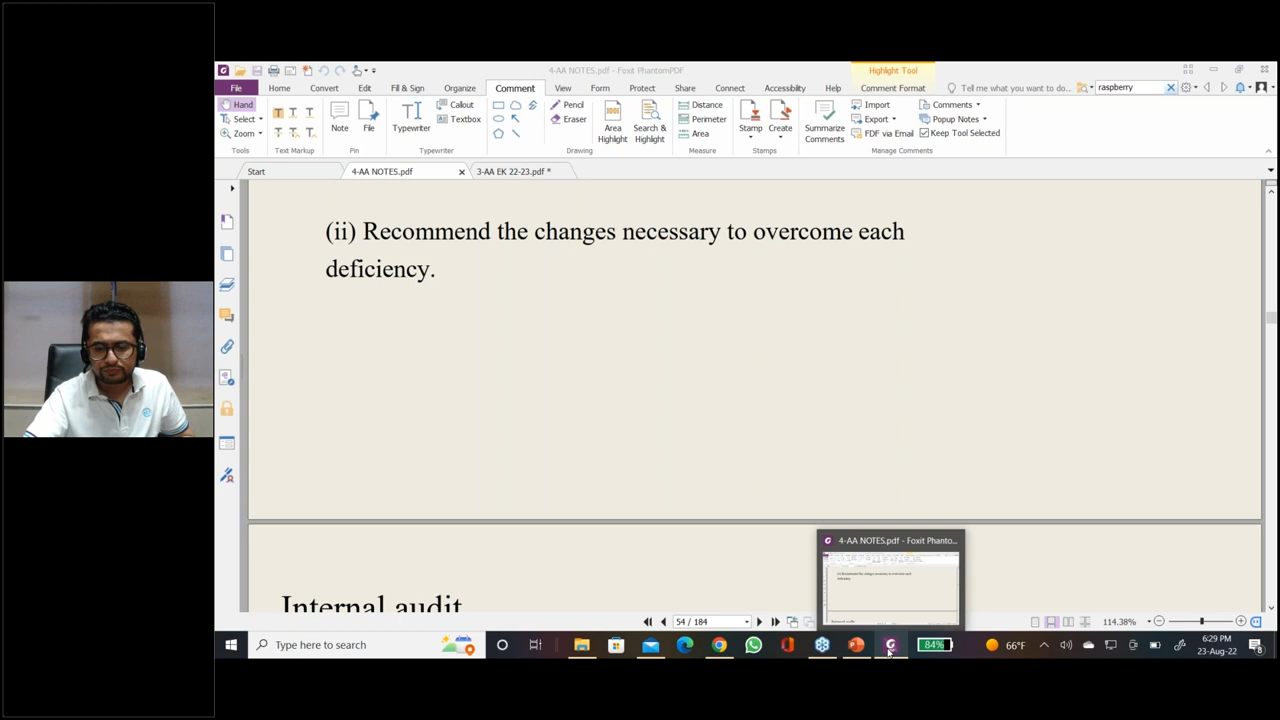 4-AA NOTES.pdf - Foxit PhantomPDF
Highlight Tool
File Home Convert Edit Fill & Sign Organize Comment View Form Protect Share Connect Accessibility Help Comment Format Tell me what you want to do... raspberry
Hand
Select
Zoom
Tools
Text Markup
Note
File
Pin
Typewriter
Callout
Textbox
Typewriter
Pencil
Eraser
Drawing
Area Highlight
Search & Highlight
Distance
Perimeter
Area
Measure
Stamp
Create
Stamps
Summarize Comments
Import
Export
FDF via Email
Comments
Popup Notes
Keep Tool Selected
Manage Comments
Start 4-AA NOTES.pdf 3-AA EK 22-23.pdf *
(ii) Recommend the changes necessary to overcome each
deficiency.
4-AA NOTES.pdf - Foxit Phanto...
Internal audit
54 / 184
114.38%
Type here to search
84%
66°F
6:29 PM
23-Aug-22